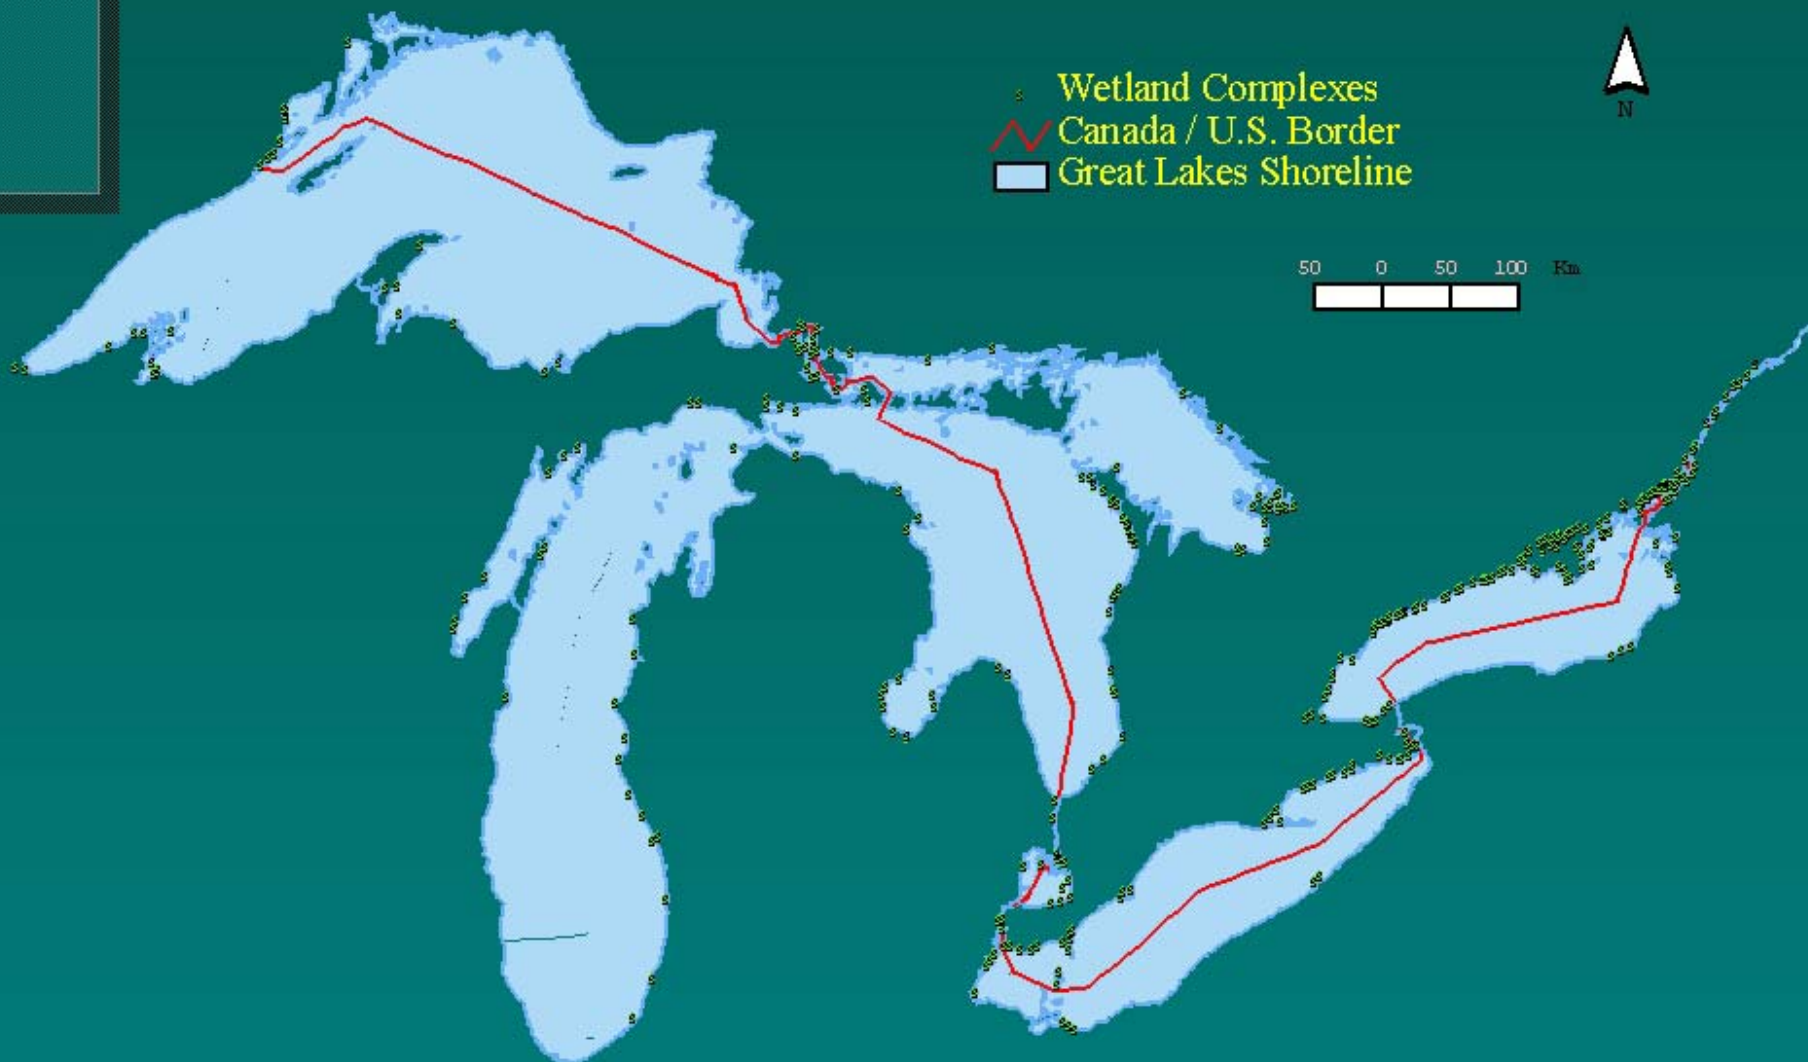 Wetland Complexes
Canada / U.S. Border
Great Lakes Shoreline
N
50 0 50 100 Km